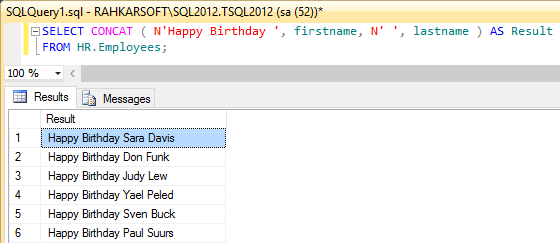 SQLQuery1.sql - RAHKARSOFT\SQL2012.TSQL2012 (sa (52))*
SELECT CONCAT ( N'Happy Birthday ', firstname, N' ', lastname ) AS Result
FROM HR.Employees;
100 %
Results Messages
Result
1 Happy Birthday Sara Davis
2 Happy Birthday Don Funk
3 Happy Birthday Judy Lew
4 Happy Birthday Yael Peled
5 Happy Birthday Sven Buck
6 Happy Birthday Paul Suurs